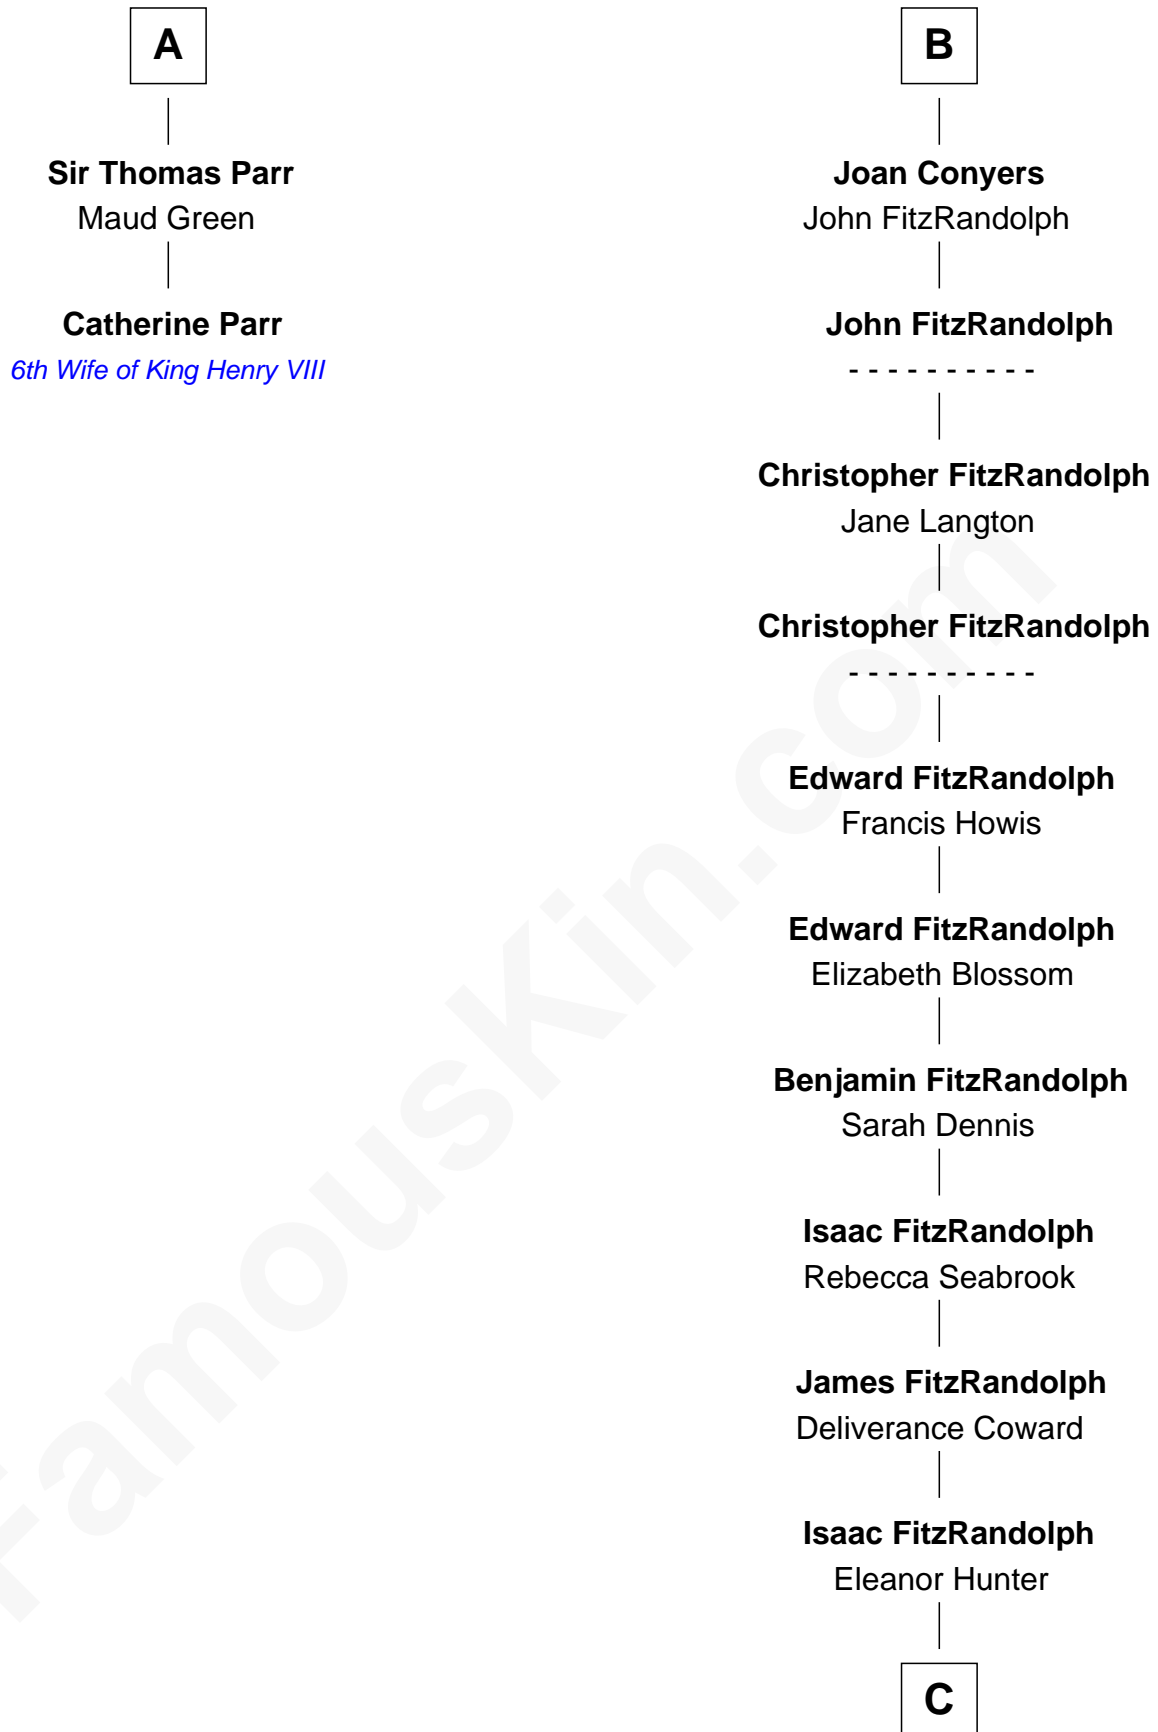 A
Sir Thomas Parr
Maud Green
Catherine Parr
6th Wife of King Henry VIII
B
Joan Conyers
John FitzRandolph
John FitzRandolph
- - - - - - - - - -
Christopher FitzRandolph
Jane Langton
Christopher FitzRandolph
- - - - - - - - - -
Edward FitzRandolph
Francis Howis
Edward FitzRandolph
Elizabeth Blossom
Benjamin FitzRandolph
Sarah Dennis
Isaac FitzRandolph
Rebecca Seabrook
James FitzRandolph
Deliverance Coward
Isaac FitzRandolph
Eleanor Hunter
C
FamousKin.com